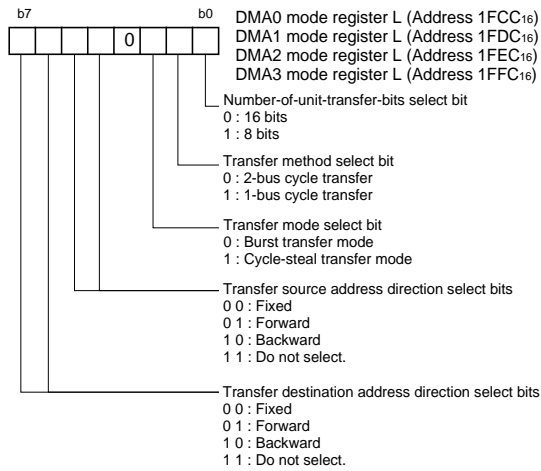 b7 b0
0
DMA0 mode register L (Address 1FCC₁₆)
DMA1 mode register L (Address 1FDC₁₆)
DMA2 mode register L (Address 1FEC₁₆)
DMA3 mode register L (Address 1FFC₁₆)
Number-of-unit-transfer-bits select bit
0 : 16 bits
1 : 8 bits
Transfer method select bit
0 : 2-bus cycle transfer
1 : 1-bus cycle transfer
Transfer mode select bit
0 : Burst transfer mode
1 : Cycle-steal transfer mode
Transfer source address direction select bits
0 0 : Fixed
0 1 : Forward
1 0 : Backward
1 1 : Do not select.
Transfer destination address direction select bits
0 0 : Fixed
0 1 : Forward
1 0 : Backward
1 1 : Do not select.